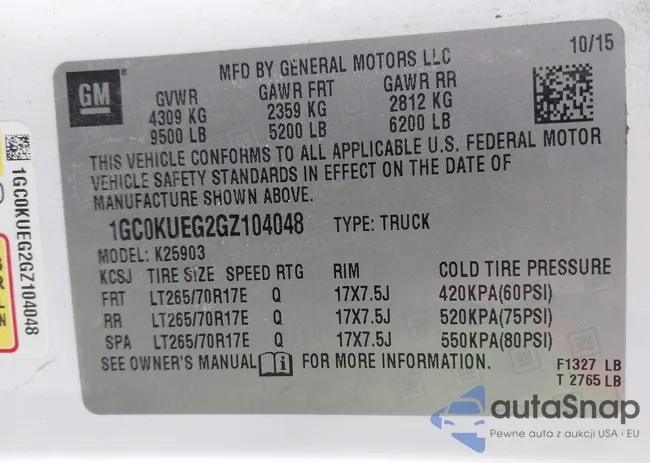 MFD BY GENERAL MOTORS LLC 10/15
GM
GVWR GAWR FRT GAWR RR
4309 KG 2359 KG 2812 KG
9500 LB 5200 LB 6200 LB
THIS VEHICLE CONFORMS TO ALL APPLICABLE U.S. FEDERAL MOTOR
VEHICLE SAFETY STANDARDS IN EFFECT ON THE DATE OF
MANUFACTURE SHOWN ABOVE.
1GC0KUEG2GZ104048 TYPE: TRUCK
MODEL: K25903
KCSJ TIRE SIZE SPEED RTG RIM COLD TIRE PRESSURE
FRT LT265/70R17E Q 17X7.5J 420KPA(60PSI)
RR LT265/70R17E Q 17X7.5J 520KPA(75PSI)
SPA LT265/70R17E Q 17X7.5J 550KPA(80PSI)
SEE OWNER'S MANUAL FOR MORE INFORMATION.
F1327 LB
T 2765 LB
1GC0KUEG2GZ104048
autaSnap
Pewne auta z aukcji USA i EU